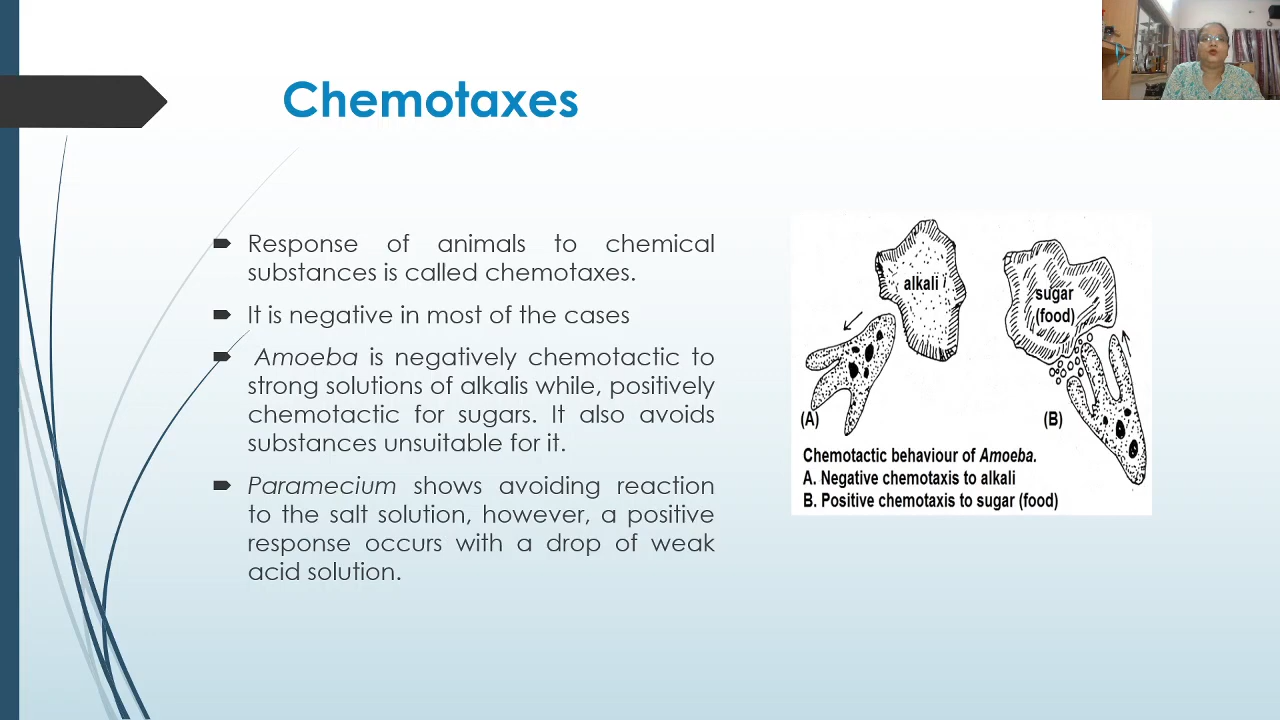 Chemotaxes
Response of animals to chemical
substances is called chemotaxes.
It is negative in most of the cases
Amoeba is negatively chemotactic to
strong solutions of alkalis while, positively
chemotactic for sugars. It also avoids
substances unsuitable for it.
Paramecium shows avoiding reaction
to the salt solution, however, a positive
response occurs with a drop of weak
acid solution.
alkali
sugar
(food)
(A)
(B)
Chemotactic behaviour of Amoeba.
A. Negative chemotaxis to alkali
B. Positive chemotaxis to sugar (food)